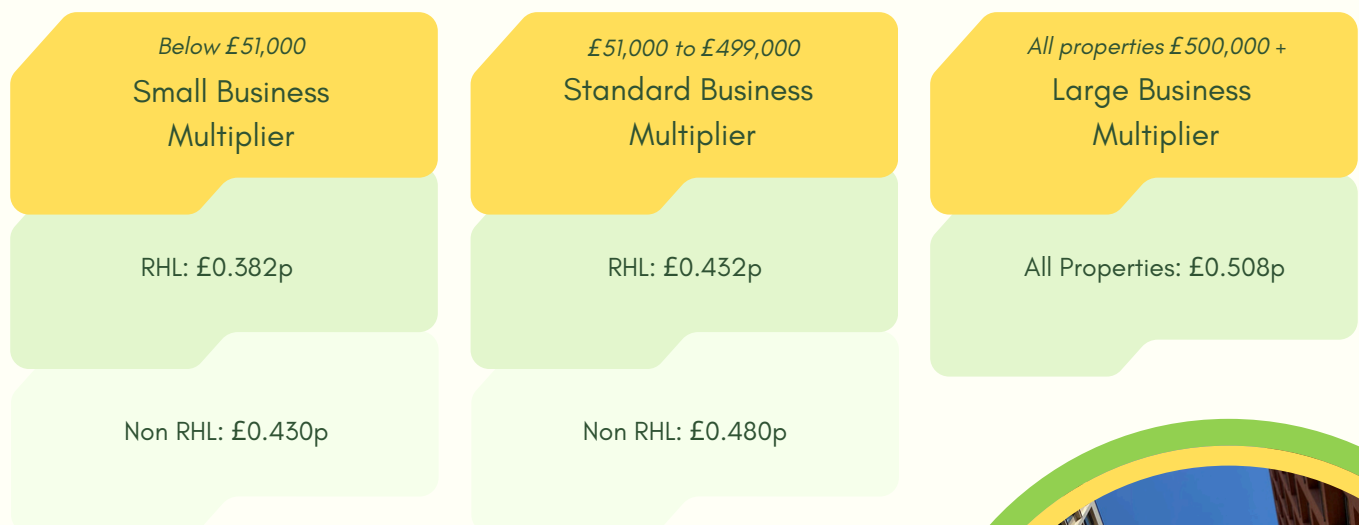 Below £51,000
Small Business
Multiplier
RHL: £0.382p
Non RHL: £0.430p
£51,000 to £499,000
Standard Business
Multiplier
RHL: £0.432p
Non RHL: £0.480p
All properties £500,000 +
Large Business
Multiplier
All Properties: £0.508p